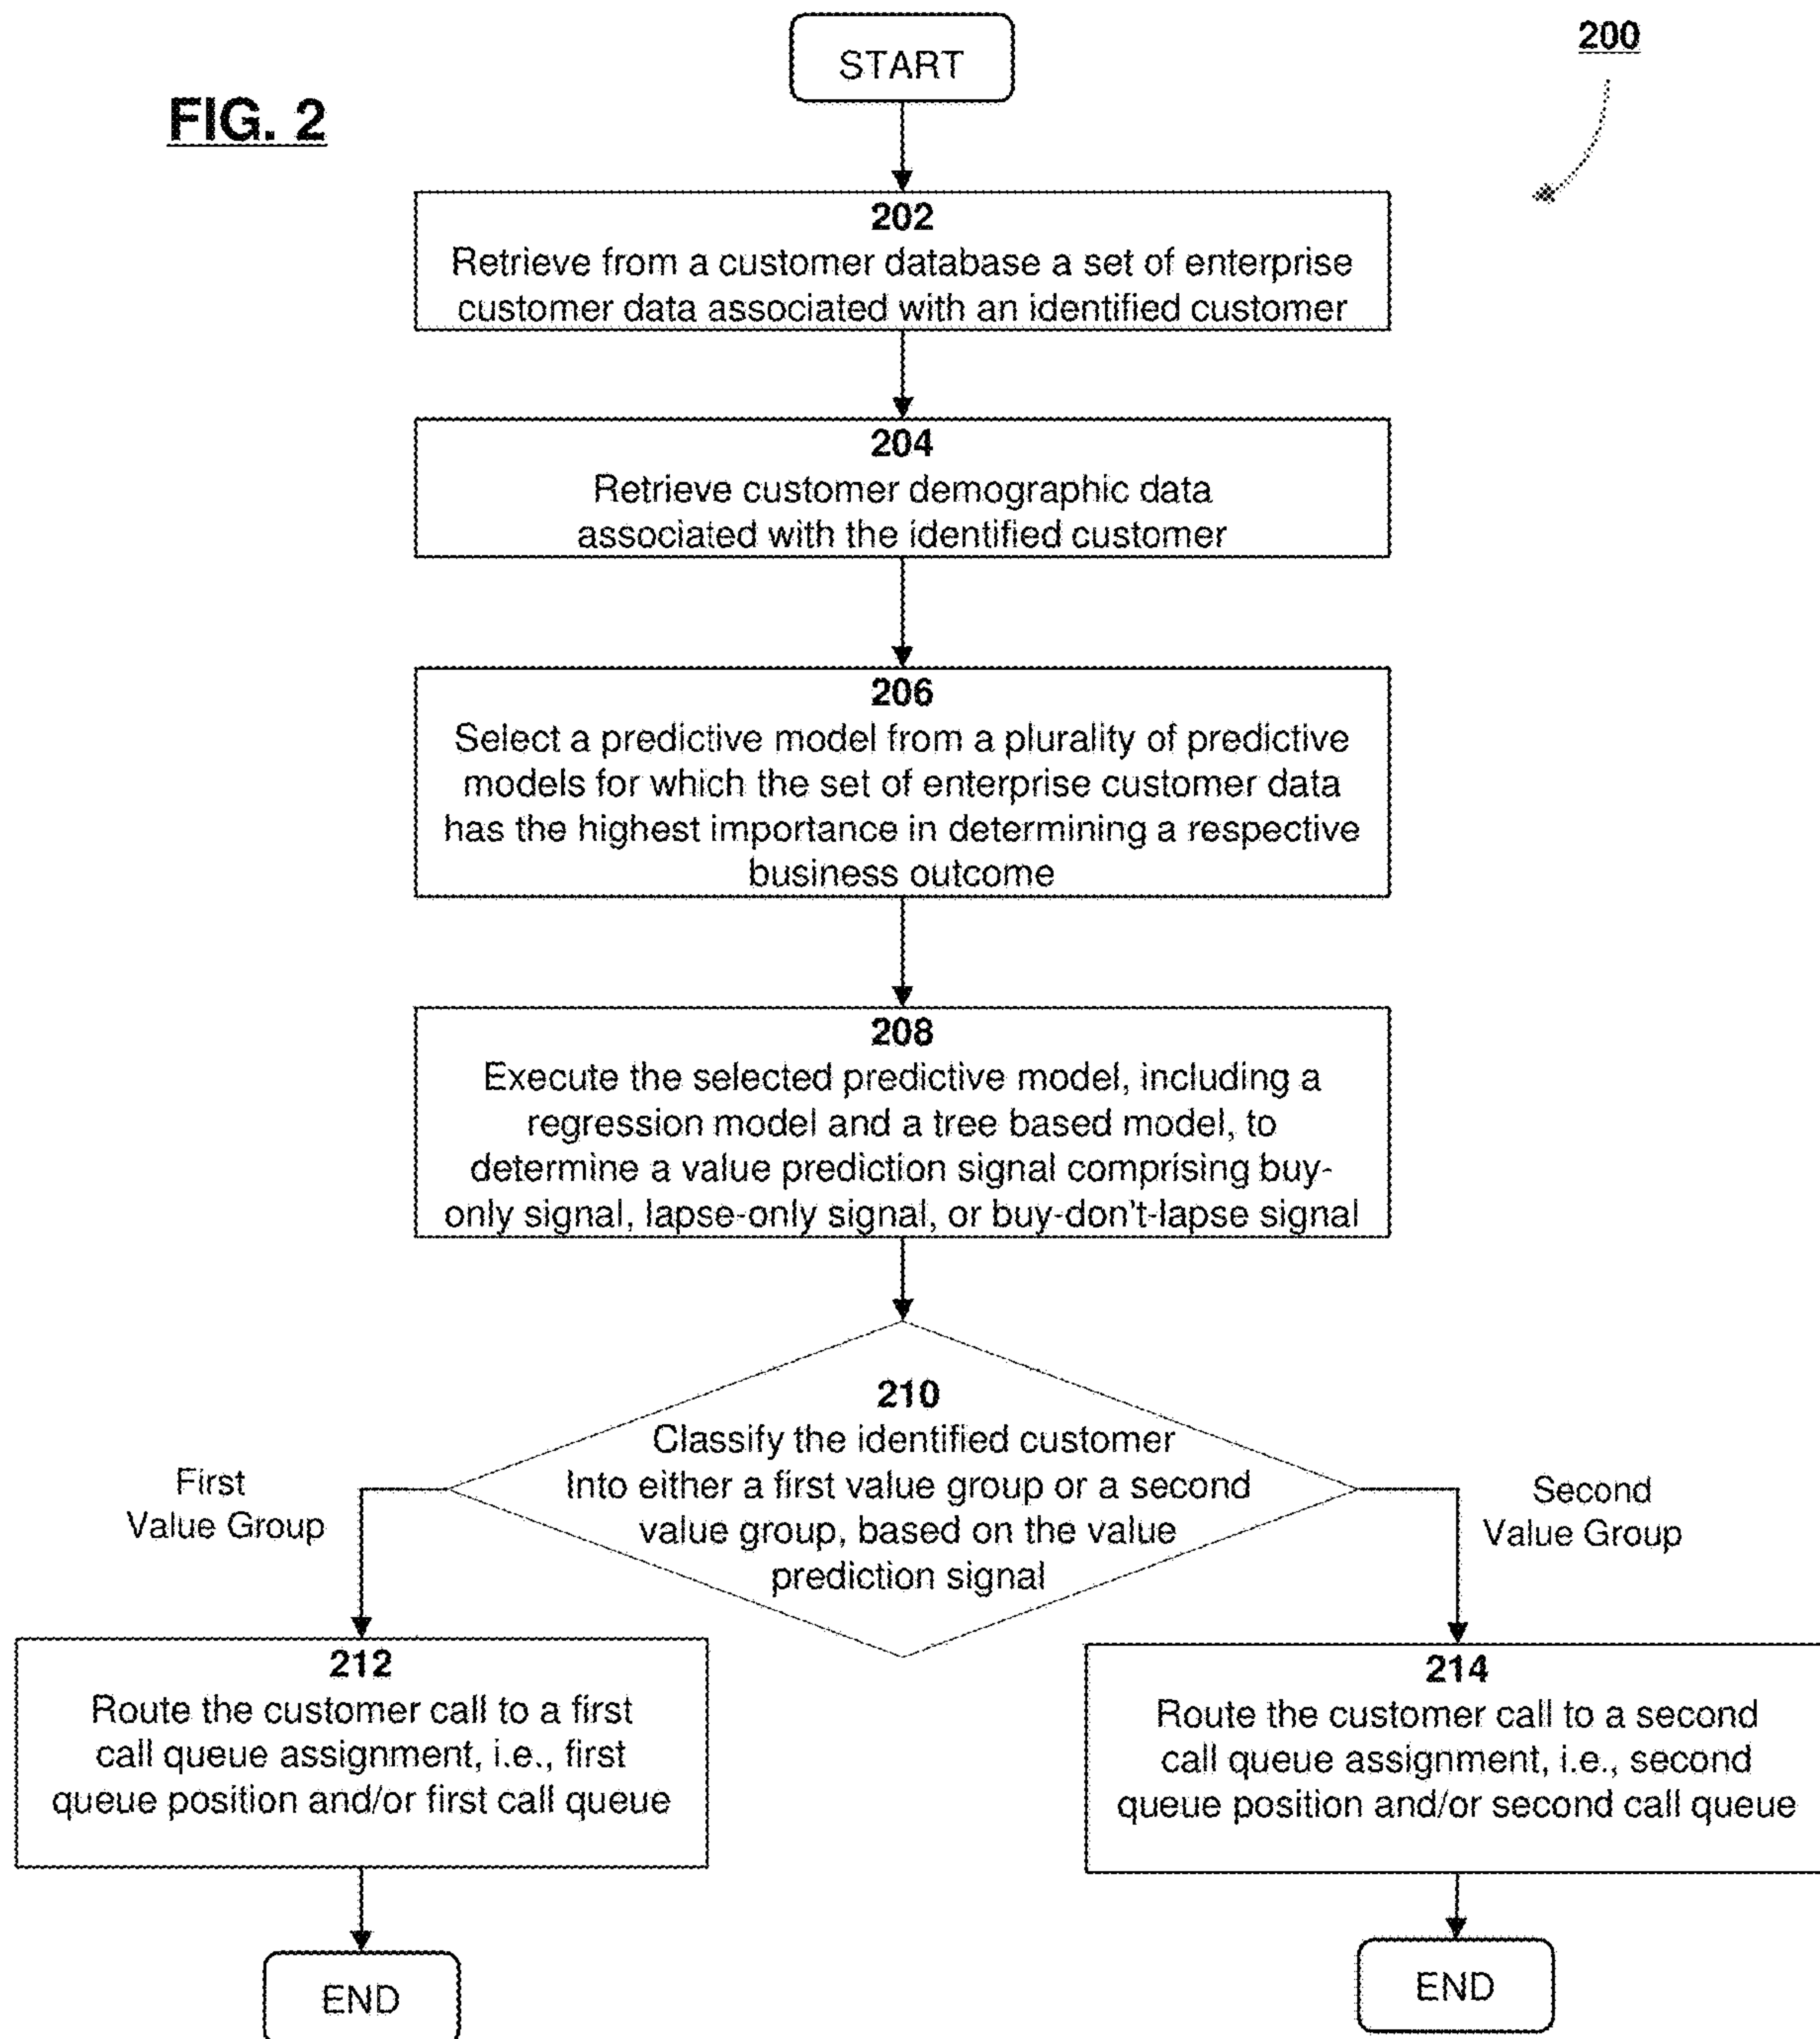 START
200
FIG. 2
202
Retrieve from a customer database a set of enterprise
customer data associated with an identified customer
204
Retrieve customer demographic data
associated with the identified customer
206
Select a predictive model from a plurality of predictive
models for which the set of enterprise customer data
has the highest importance in determining a respective
business outcome
208
Execute the selected predictive model, including a
regression model and a tree based model, to
determine a value prediction signal comprising buy-
only signal, lapse-only signal, or buy-don't-lapse signal
210
Classify the identified customer
Into either a first value group or a second
value group, based on the value
prediction signal
First
Value Group
Second
Value Group
212
Route the customer call to a first
call queue assignment, i.e., first
queue position and/or first call queue
214
Route the customer call to a second
call queue assignment, i.e., second
queue position and/or second call queue
END
END